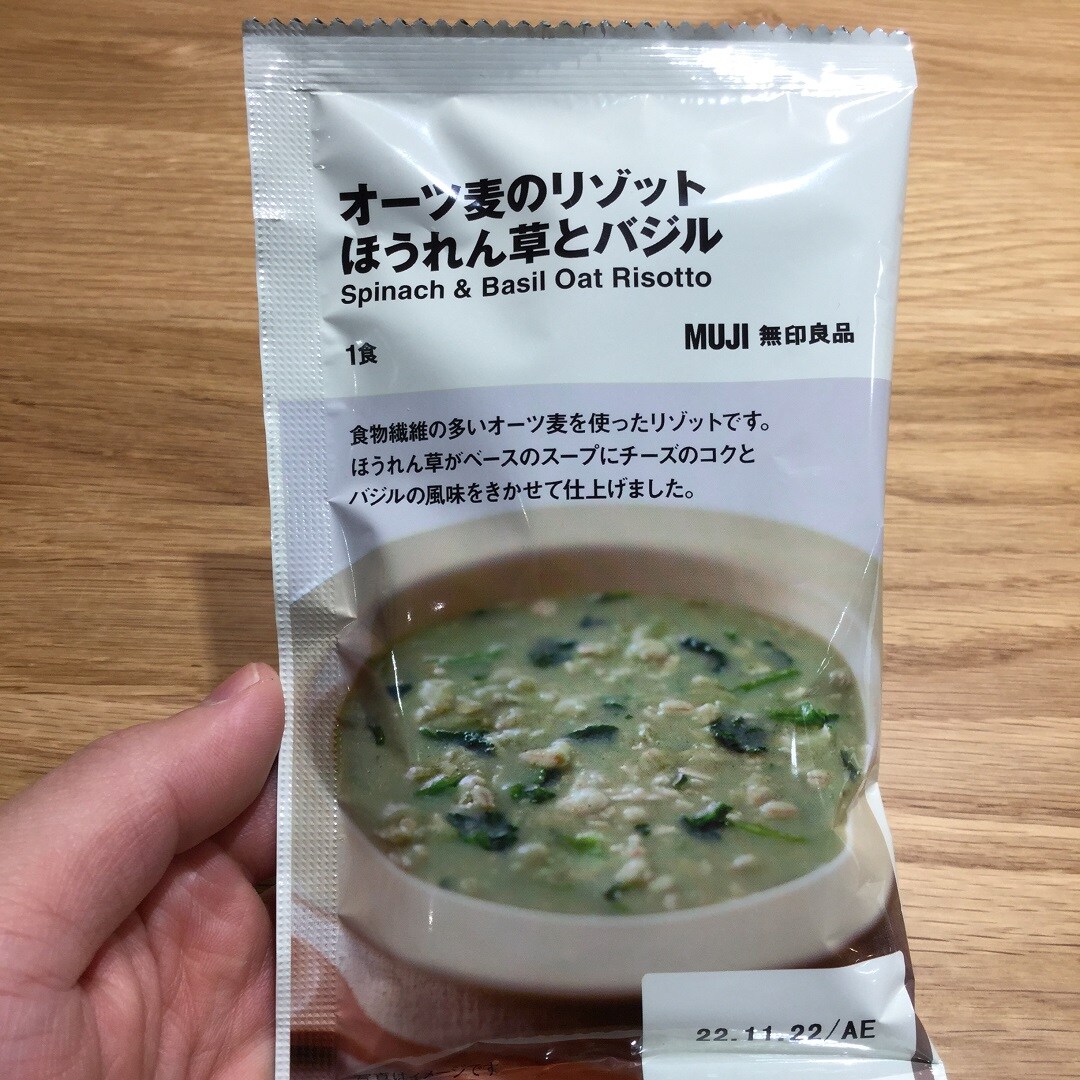 オーツ麦のリゾット
ほうれん草とバジル
Spinach & Basil Oat Risotto
1食
MUJI 無印良品
食物繊維の多いオーツ麦を使ったリゾットです。
ほうれん草がベースのスープにチーズのコクと
バジルの風味をきかせて仕上げました。
22.11.22/AE